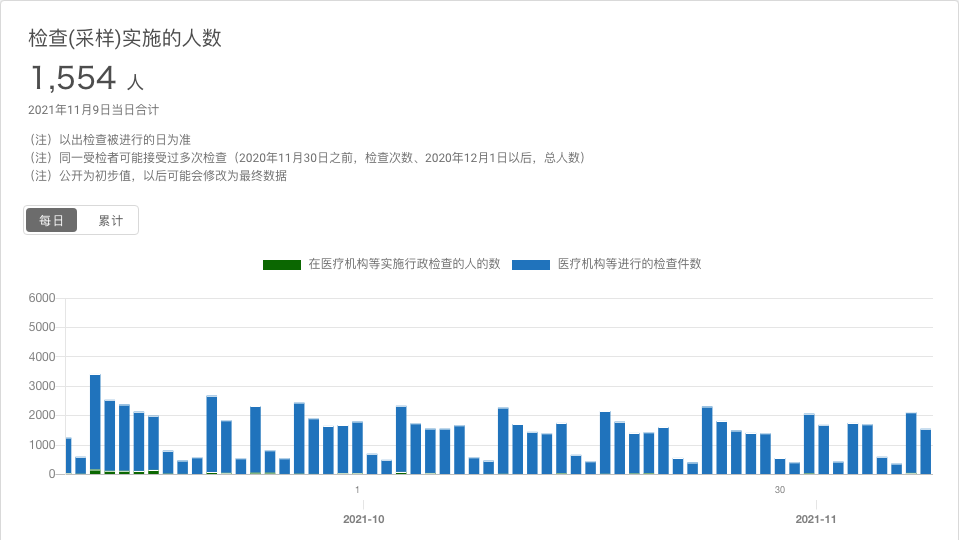 检查(采样)实施的人数
1,554 人
2021年11月9日当日合计
（注）以出检查被进行的日为准
（注）同一受检者可能接受过多次检查（2020年11月30日之前，检查次数、2020年12月1日以后，总人数）
（注）公开为初步值，以后可能会修改为最终数据
每日 累计
在医疗机构等实施行政检查的人的数 医疗机构等进行的检查件数
6000
5000
4000
3000
2000
1000
0
1 30
2021-10 2021-11